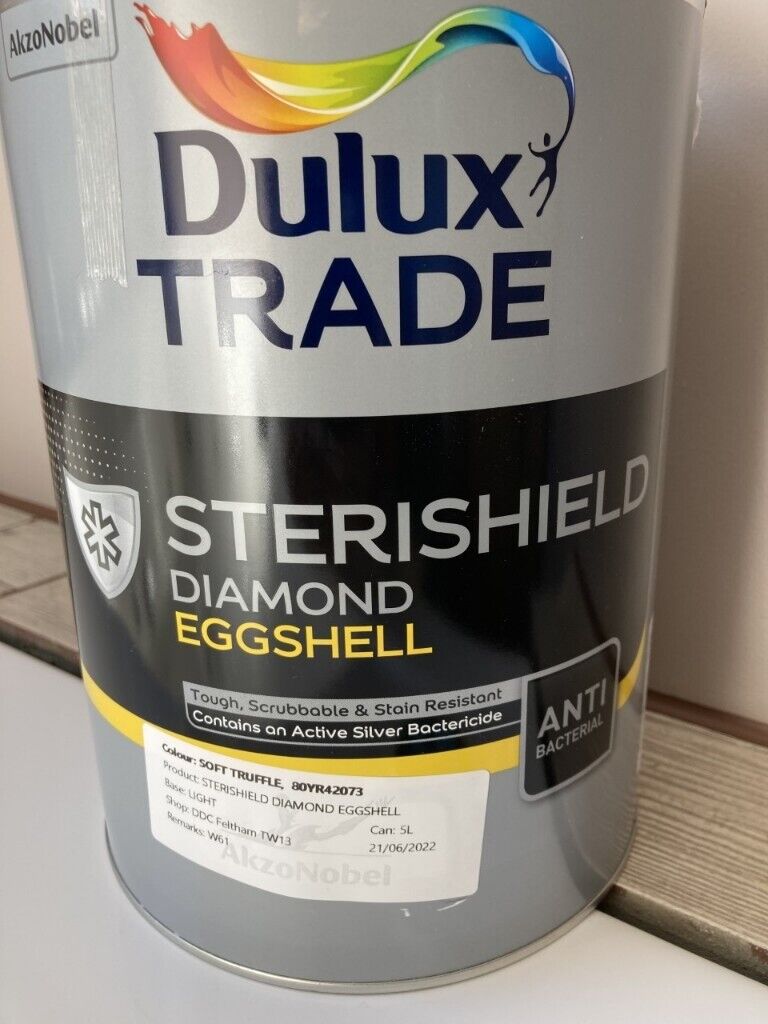 AkzoNobel
Dulux
TRADE
STERISHIELD
DIAMOND
EGGSHELL
Tough, Scrubbable & Stain Resistant
Contains an Active Silver Bactericide
ANTI
BACTERIAL
Colour: SOFT TRUFFLE, 80YR42073
Product: STERISHIELD DIAMOND EGGSHELL
Base: LIGHT
Shop: DDC Feltham TW13 Can: 5L
Remarks: W61 21/06/2022
AkzoNobel